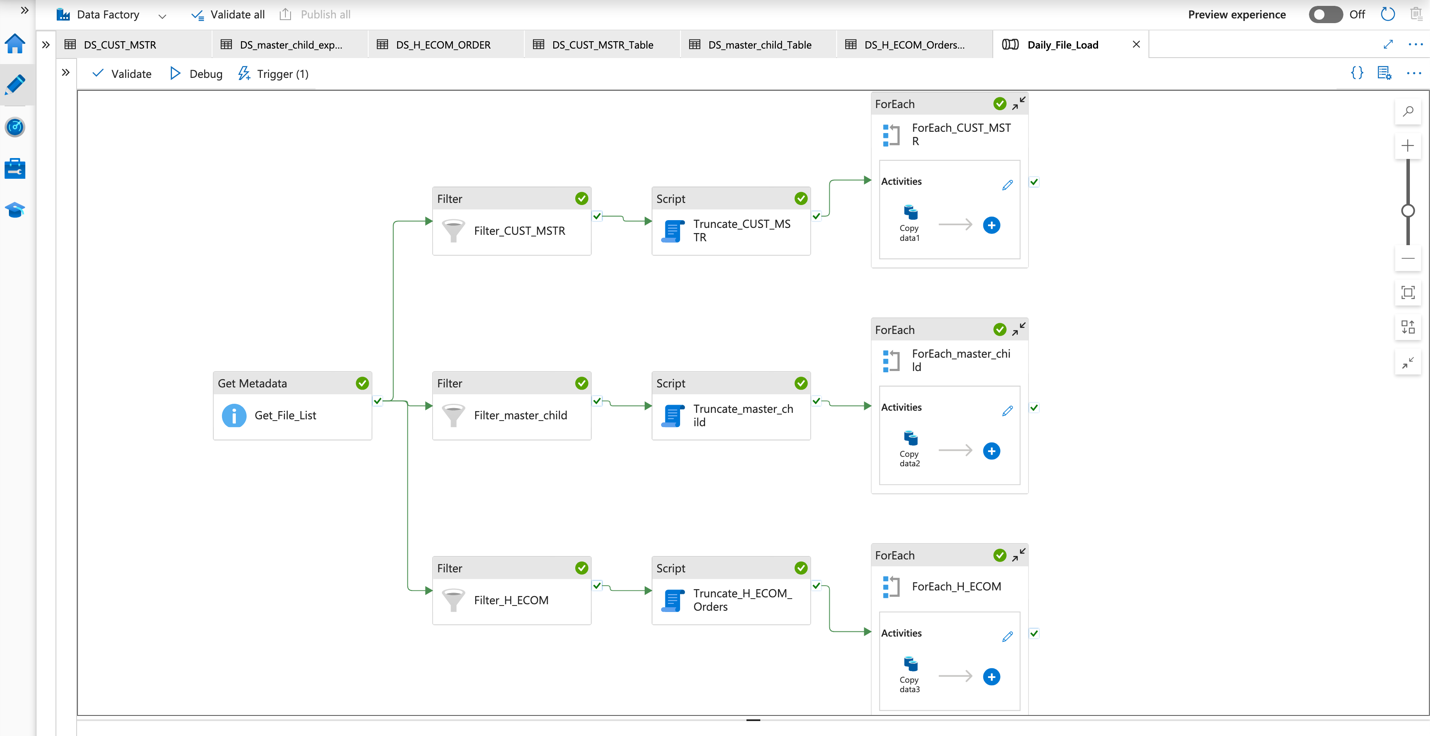 Data Factory
Validate all
Publish all
Preview experience
Off
DS_CUST_MSTR
DS_master_child_exp...
DS_H_ECOM_ORDER
DS_CUST_MSTR_Table
DS_master_child_Table
DS_H_ECOM_Orders...
Daily_File_Load
Validate
Debug
Trigger (1)
ForEach
ForEach_CUST_MST
R
Activities
Copy
data1
Filter
Filter_CUST_MSTR
Script
Truncate_CUST_MS
TR
ForEach
ForEach_master_chi
ld
Activities
Copy
data2
Get Metadata
Get_File_List
Filter
Filter_master_child
Script
Truncate_master_ch
ild
ForEach
ForEach_H_ECOM
Activities
Copy
data3
Filter
Filter_H_ECOM
Script
Truncate_H_ECOM_
Orders